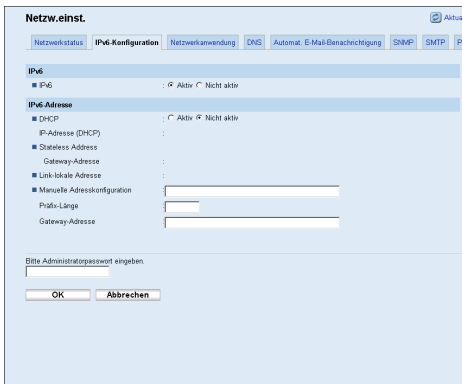 Netzw.einst.
Aktua
Netzwerkstatus IPv6-Konfiguration Netzwerkanwendung DNS Automat. E-Mail-Benachrichtigung SNMP SMTP P
IPv6
IPv6 : Aktiv Nicht aktiv
IPv6-Adresse
DHCP : Aktiv Nicht aktiv
IP-Adresse (DHCP) :
Stateless Address
Gateway-Adresse :
Link-lokale Adresse :
Manuelle Adresskonfiguration :
Präfix-Länge :
Gateway-Adresse :
Bitte Administratorpasswort eingeben.
OK Abbrechen